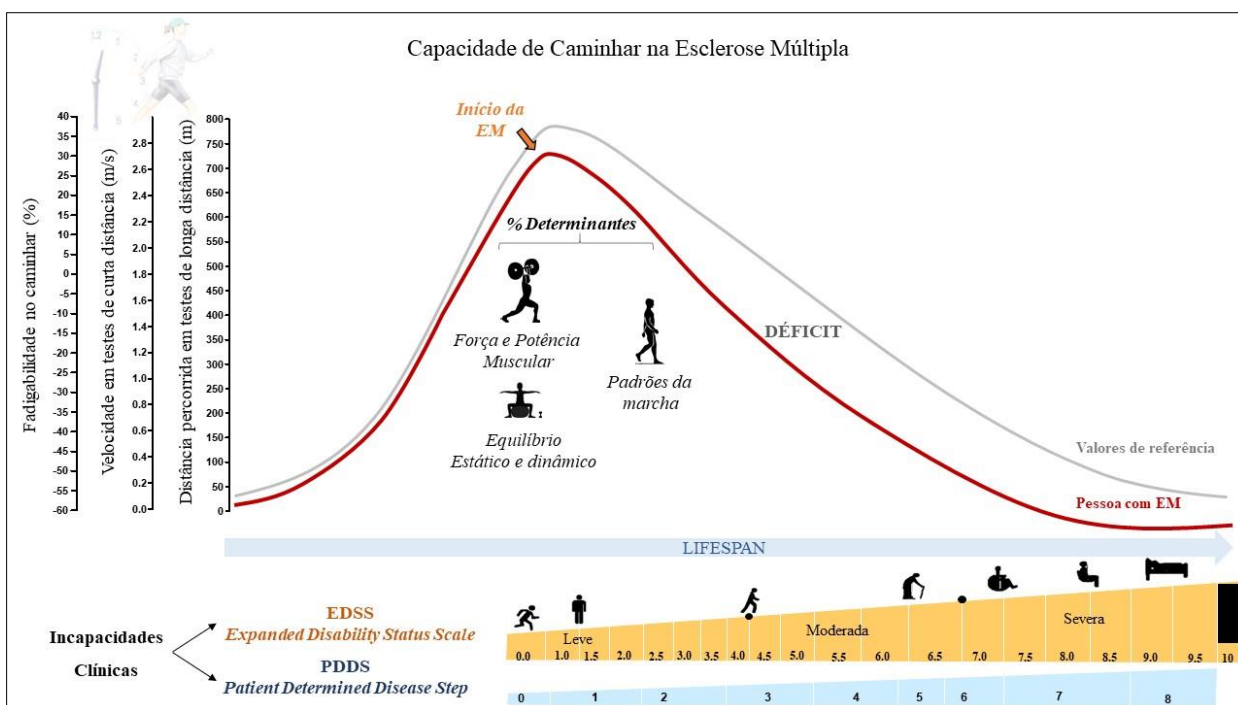 Capacidade de Caminhar na Esclerose Múltipla
12
1
2
3
4
5
Fadigabilidade no caminhar (%)
40
35
30
25
20
15
10
5
0
-5
-10
-15
-20
-25
-30
-35
-40
-45
-50
-55
-60
Velocidade em testes de curta distância (m/s)
2.8
2.6
2.4
2.2
2.0
1.8
1.6
1.4
1.2
1.0
0.8
0.6
0.4
0.2
0.0
Distância percorrida em testes de longa distância (m)
800
750
700
650
600
550
500
450
400
350
300
250
200
150
100
50
0
Início da
EM
% Determinantes
Força e Potência
Muscular
Padrões da
marcha
Equilíbrio
Estático e dinâmico
DÉFICIT
Valores de referência
Pessoa com EM
LIFESPAN
Incapacidades
Clínicas
EDSS
Expanded Disability Status Scale
Leve
Moderada
Severa
0.0 1.0 1.5 2.0 2.5 3.0 3.5 4.0 4.5 5.0 5.5 6.0 6.5 7.0 7.5 8.0 8.5 9.0 9.5 10
PDDS
Patient Determined Disease Step
0 1 2 3 4 5 6 7 8